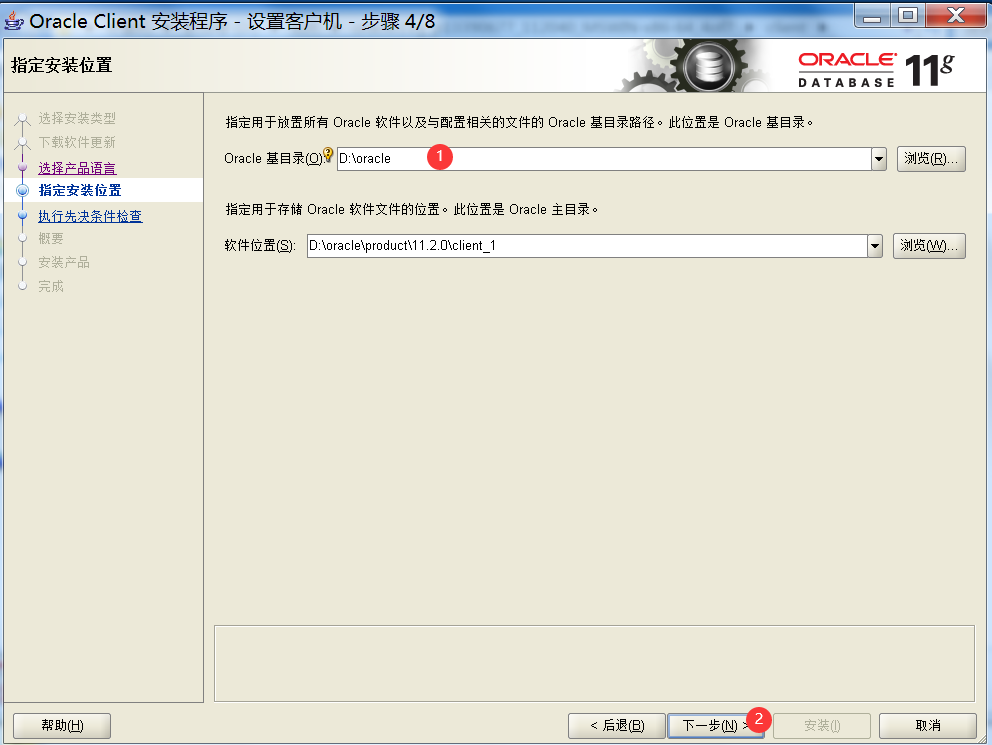 Oracle Client 安装程序 - 设置客户机 - 步骤 4/8
指定安装位置
ORACLE
DATABASE 11g
选择安装类型
下载软件更新
选择产品语言
指定安装位置
执行先决条件检查
概要
安装产品
完成
指定用于放置所有 Oracle 软件以及与配置相关的文件的 Oracle 基目录路径。此位置是 Oracle 基目录。
Oracle 基目录(O): D:\oracle 1 浏览(R)...
指定用于存储 Oracle 软件文件的位置。此位置是 Oracle 主目录。
软件位置(S): D:\oracle\product\11.2.0\client_1 浏览(W)...
帮助(H) < 后退(B) 下一步(N) > 2 安装(I) 取消